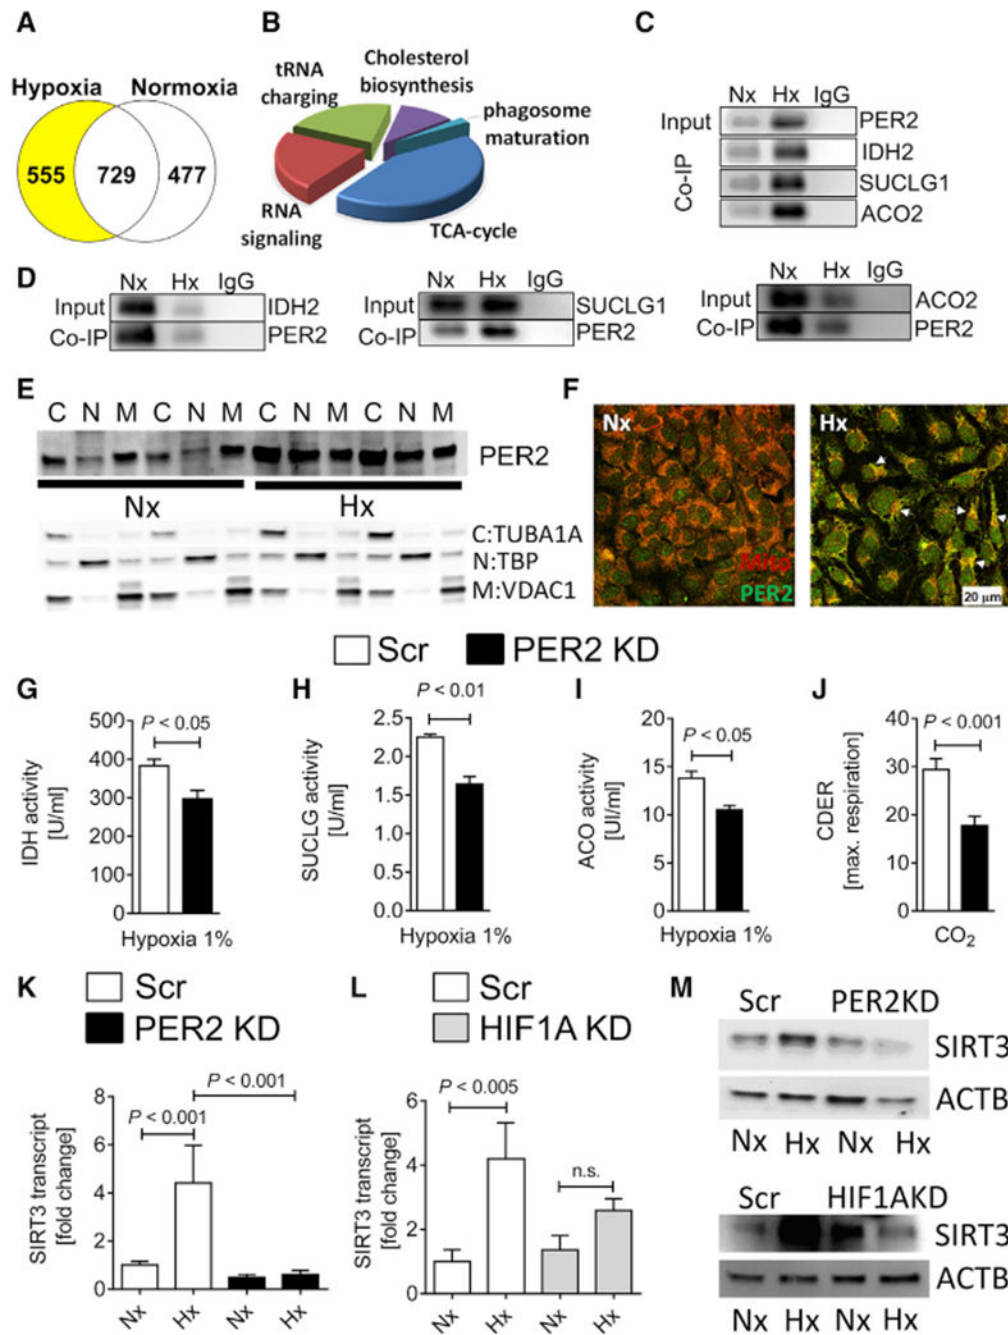 A
Hypoxia Normoxia
555 729 477
B
tRNA
charging
Cholesterol
biosynthesis
phagosome
maturation
RNA
signaling
TCA-cycle
C
Nx Hx IgG
Input PER2
Co-IP
IDH2
SUCLG1
ACO2
D
Nx Hx IgG
Input IDH2
Co-IP PER2
Nx Hx IgG
Input SUCLG1
Co-IP PER2
Nx Hx IgG
Input ACO2
Co-IP PER2
E
C N M C N M C N M C N M
PER2
Nx Hx
C:TUBA1A
N:TBP
M:VDAC1
F
Nx
Mito
PER2
Hx
20 µm
Scr PER2 KD
G
P < 0.05
IDH activity
[U/ml]
500
400
300
200
100
0
Hypoxia 1%
H
P < 0.01
SUCLG activity
[U/ml]
2.5
2.0
1.5
1.0
0.5
0.0
Hypoxia 1%
I
P < 0.05
ACO activity
[U/ml]
20
15
10
5
0
Hypoxia 1%
J
P < 0.001
CDER
[max. respiration]
40
30
20
10
0
CO2
K
Scr
PER2 KD
P < 0.001
P < 0.001
SIRT3 transcript
[fold change]
8
6
4
2
0
Nx Hx Nx Hx
L
Scr
HIF1A KD
P < 0.005
n.s.
SIRT3 transcript
[fold change]
6
4
2
0
Nx Hx Nx Hx
M
Scr PER2KD
SIRT3
ACTB
Nx Hx Nx Hx
Scr HIF1AKD
SIRT3
ACTB
Nx Hx Nx Hx